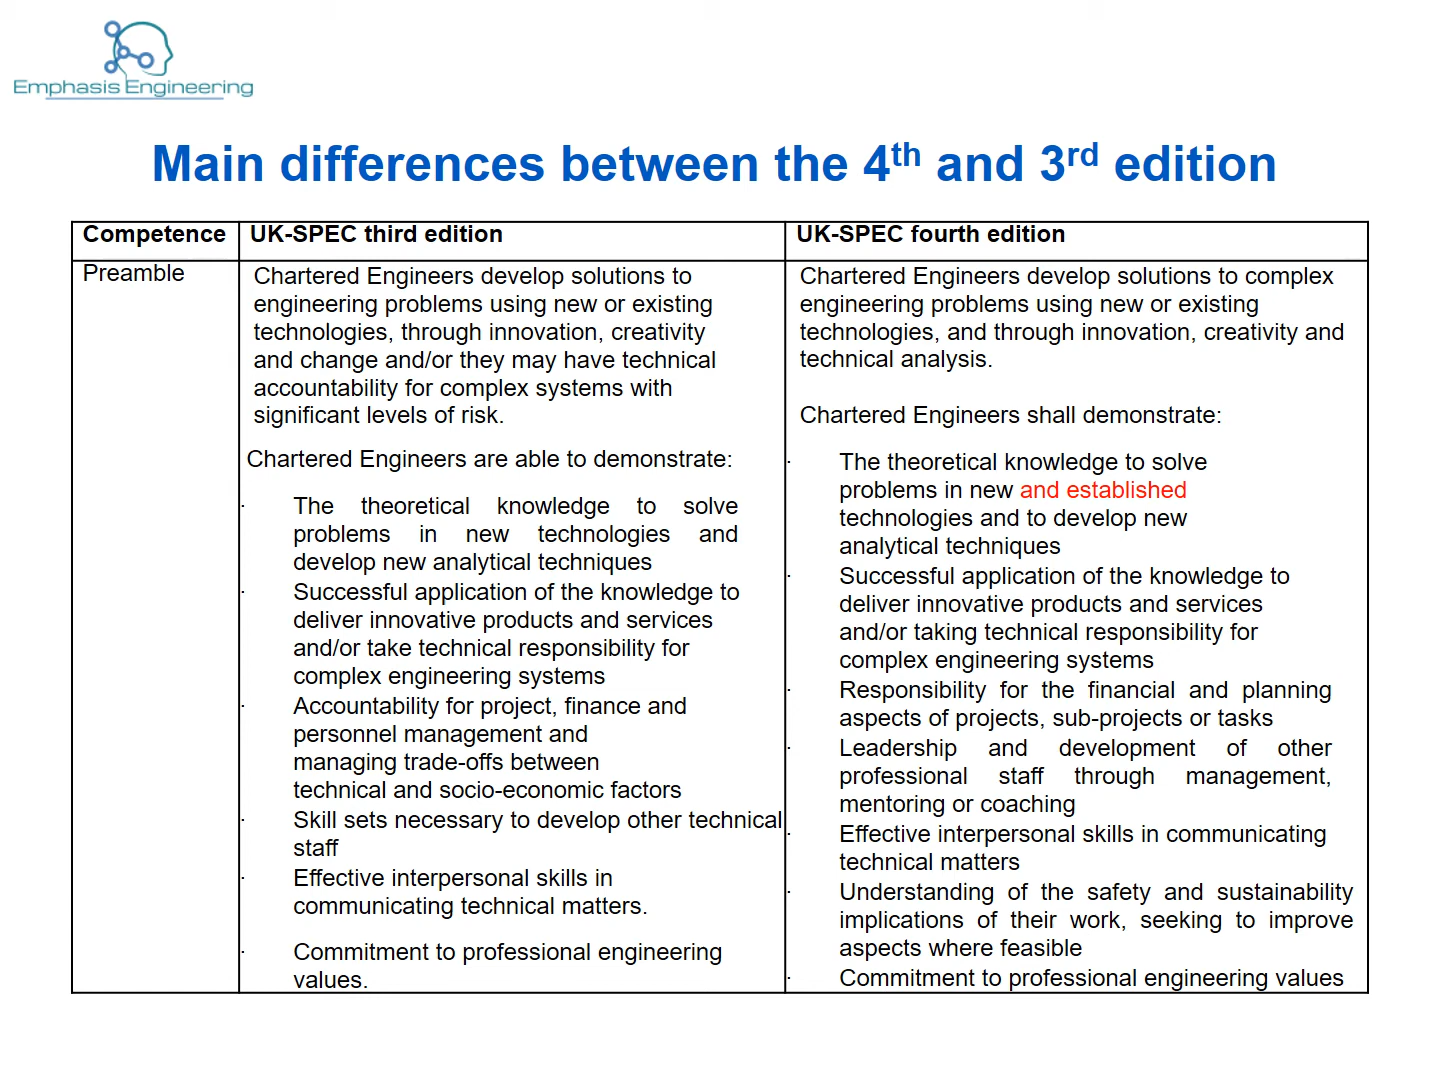 Emphasis Engineering
Main differences between the 4th and 3rd edition
Competence
UK-SPEC third edition
UK-SPEC fourth edition
Preamble
Chartered Engineers develop solutions to
engineering problems using new or existing
technologies, through innovation, creativity
and change and/or they may have technical
accountability for complex systems with
significant levels of risk.
Chartered Engineers are able to demonstrate:
· The theoretical knowledge to solve
problems in new technologies and
develop new analytical techniques
· Successful application of the knowledge to
deliver innovative products and services
and/or take technical responsibility for
complex engineering systems
· Accountability for project, finance and
personnel management and
managing trade-offs between
technical and socio-economic factors
· Skill sets necessary to develop other technical
staff
· Effective interpersonal skills in
communicating technical matters.
· Commitment to professional engineering
values.
Chartered Engineers develop solutions to complex
engineering problems using new or existing
technologies, and through innovation, creativity and
technical analysis.
Chartered Engineers shall demonstrate:
· The theoretical knowledge to solve
problems in new and established
technologies and to develop new
analytical techniques
· Successful application of the knowledge to
deliver innovative products and services
and/or taking technical responsibility for
complex engineering systems
· Responsibility for the financial and planning
aspects of projects, sub-projects or tasks
· Leadership and development of other
professional staff through management,
mentoring or coaching
· Effective interpersonal skills in communicating
technical matters
· Understanding of the safety and sustainability
implications of their work, seeking to improve
aspects where feasible
· Commitment to professional engineering values